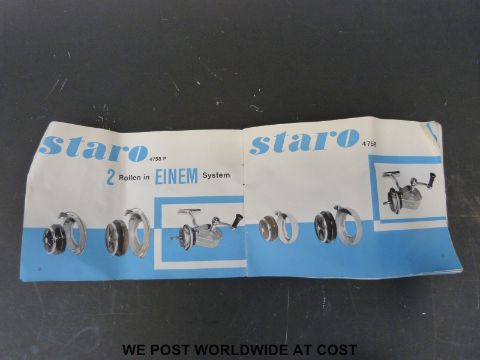 staro
4758 P
2 Rollen in EINEM System
staro
4758
WE POST WORLDWIDE AT COST